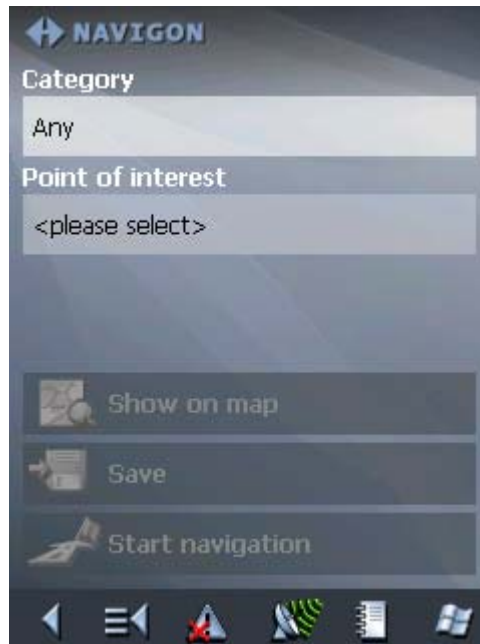 NAVIGON
Category
Any
Point of interest
<please select>
Show on map
Save
Start navigation